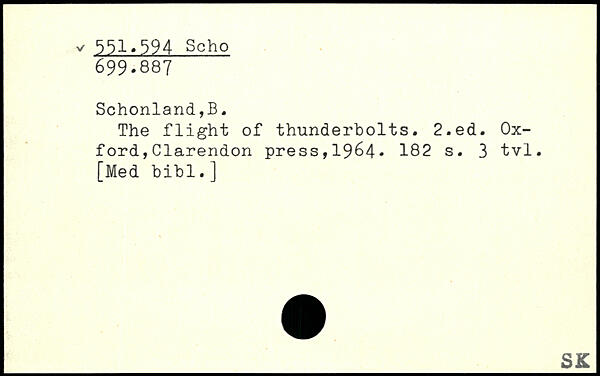 ✓ 551.594 Scho
699.887
Schonland,B.
The flight of thunderbolts. 2.ed. Ox-
ford,Clarendon press,1964. 182 s. 3 tvl.
[Med bibl.]
SK